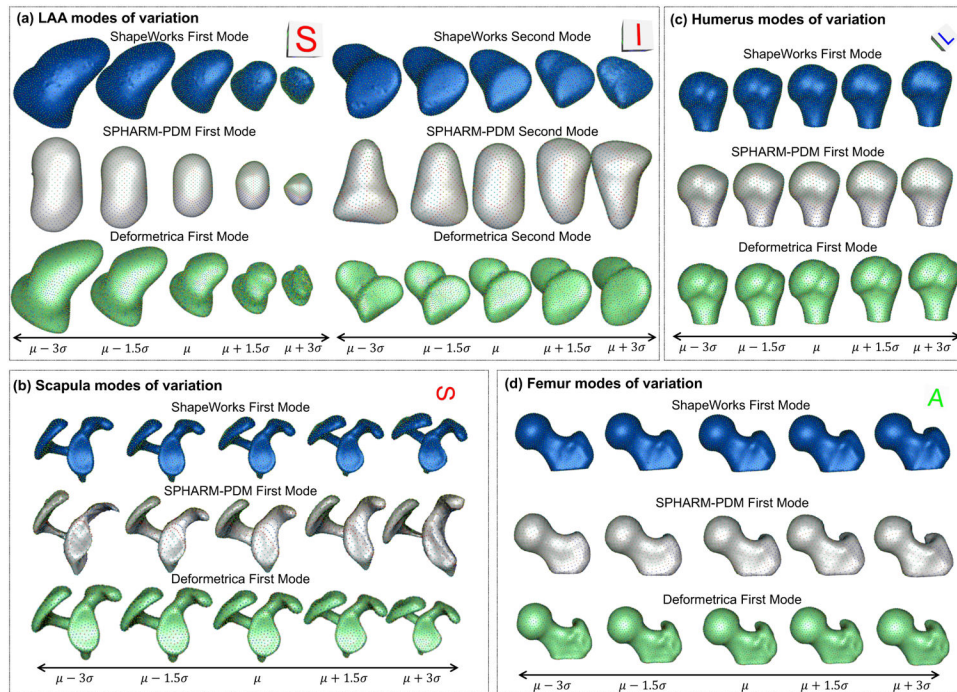 (a) LAA modes of variation
S
ShapeWorks First Mode
ShapeWorks Second Mode
I
SPHARM-PDM First Mode
SPHARM-PDM Second Mode
Deformetrica First Mode
Deformetrica Second Mode
μ − 3σ μ − 1.5σ μ μ + 1.5σ μ + 3σ
μ − 3σ μ − 1.5σ μ μ + 1.5σ μ + 3σ
(c) Humerus modes of variation
L
ShapeWorks First Mode
SPHARM-PDM First Mode
Deformetrica First Mode
μ − 3σ μ − 1.5σ μ μ + 1.5σ μ + 3σ
(b) Scapula modes of variation
S
ShapeWorks First Mode
SPHARM-PDM First Mode
Deformetrica First Mode
μ − 3σ μ − 1.5σ μ μ + 1.5σ μ + 3σ
(d) Femur modes of variation
A
ShapeWorks First Mode
SPHARM-PDM First Mode
Deformetrica First Mode
μ − 3σ μ − 1.5σ μ μ + 1.5σ μ + 3σ